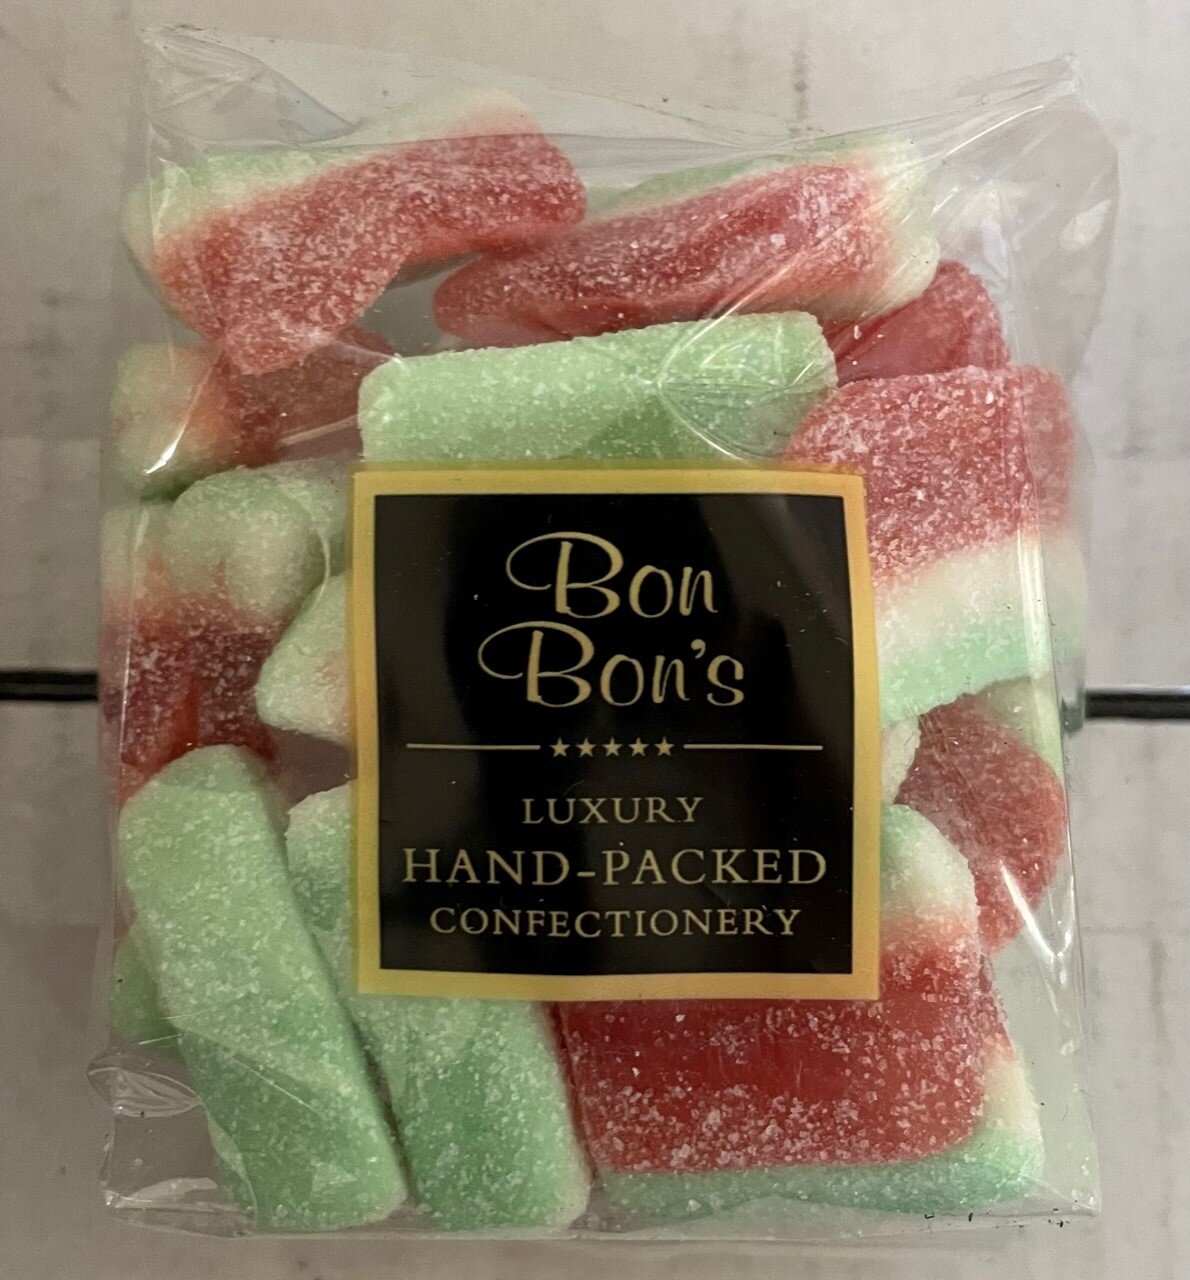 Bon
Bon's
LUXURY
HAND-PACKED
CONFECTIONERY